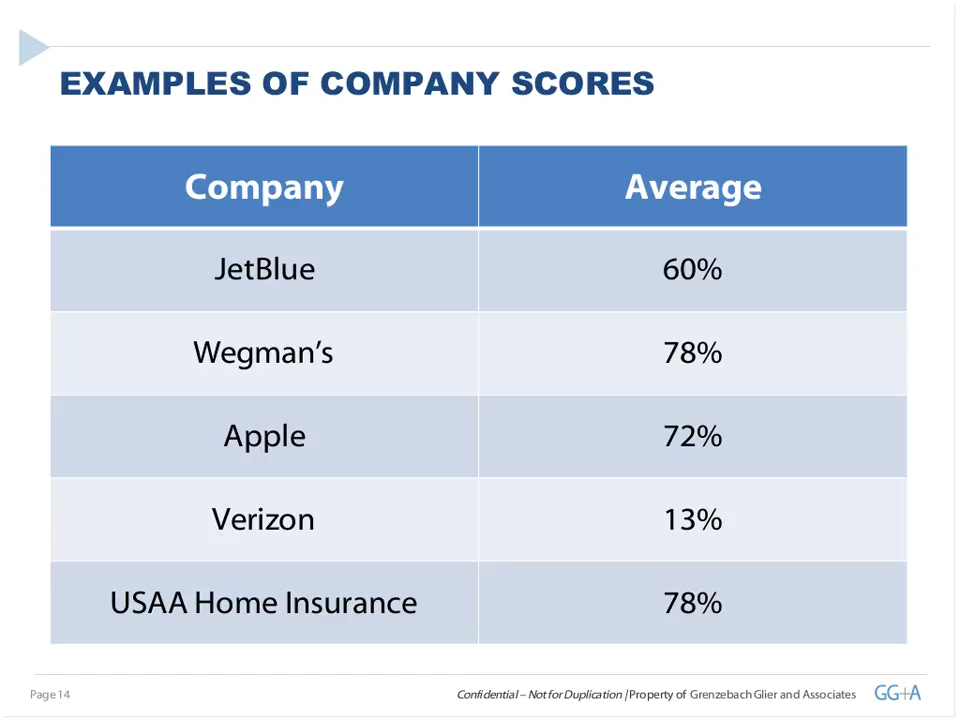 EXAMPLES OF COMPANY SCORES
Company Average
JetBlue 60%
Wegman’s 78%
Apple 72%
Verizon 13%
USAA Home Insurance 78%
Page 14 Confidential – Not for Duplication | Property of Grenzebach Glier and Associates GG+A